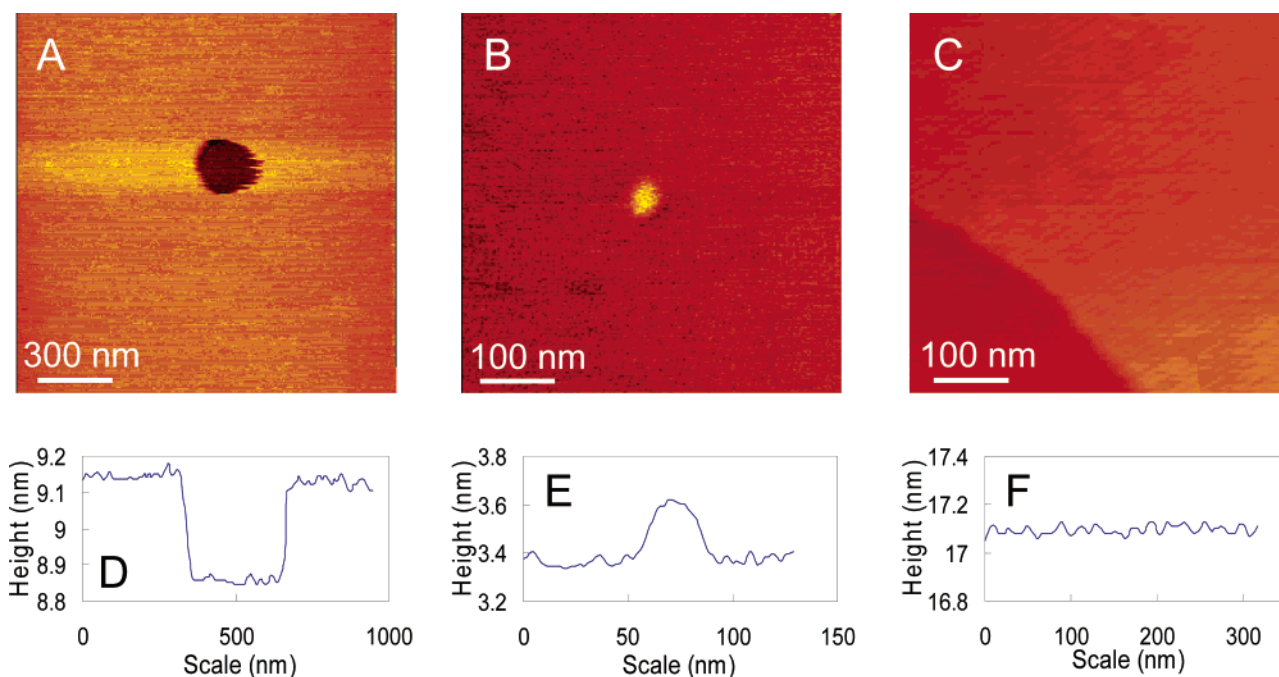 A
300 nm
B
100 nm
C
100 nm
Height (nm)
9.2
9.1
9
8.9
8.8
D
0
500
1000
Scale (nm)
Height (nm)
3.8
3.6
3.4
3.2
E
0
50
100
150
Scale (nm)
Height (nm)
17.4
17.2
17
16.8
F
0
100
200
300
Scale (nm)